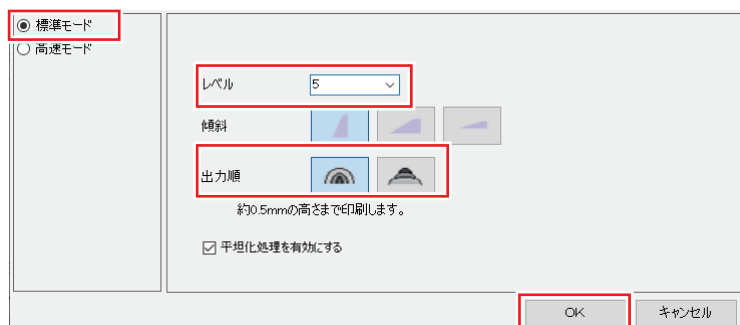 標準モード
高速モード
レベル 5
傾斜
出力順
約0.5mmの高さまで印刷します。
平坦化処理を有効にする
OK キャンセル